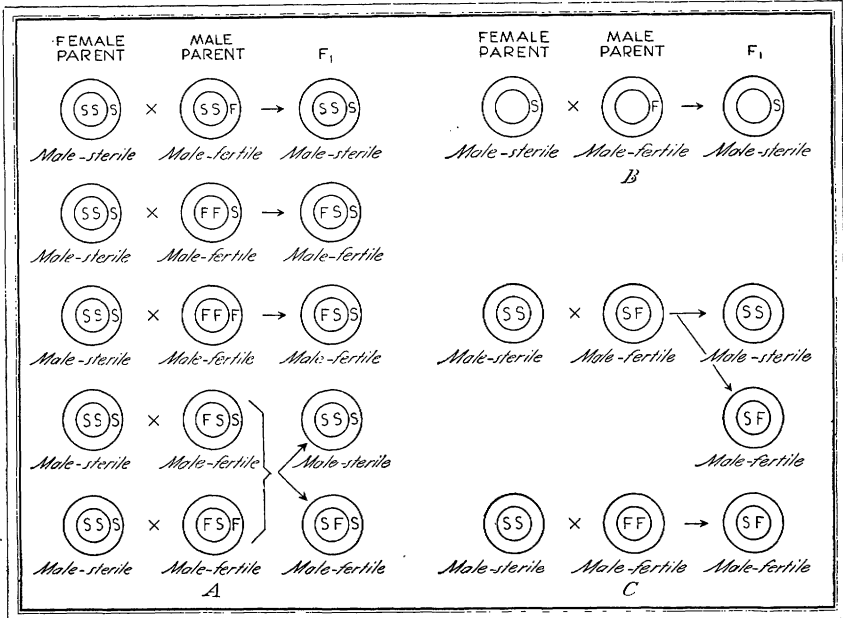 FEMALE PARENT MALE PARENT F1
SS S × SS F → SS S
Male-sterile Male-fertile Male-sterile
SS S × FF S → FS S
Male-sterile Male-fertile Male-fertile
SS S × FF F → FS S
Male-sterile Male-fertile Male-fertile
SS S × FS S SS S
Male-sterile Male-fertile Male-sterile
SS S × FS F SF S
Male-sterile Male-fertile Male-fertile
A
FEMALE PARENT MALE PARENT F1
S × F → S
Male-sterile Male-fertile Male-sterile
B
SS × SF → SS
Male-sterile Male-fertile Male-sterile
SF
Male-fertile
SS × FF → SF
Male-sterile Male-fertile Male-fertile
C